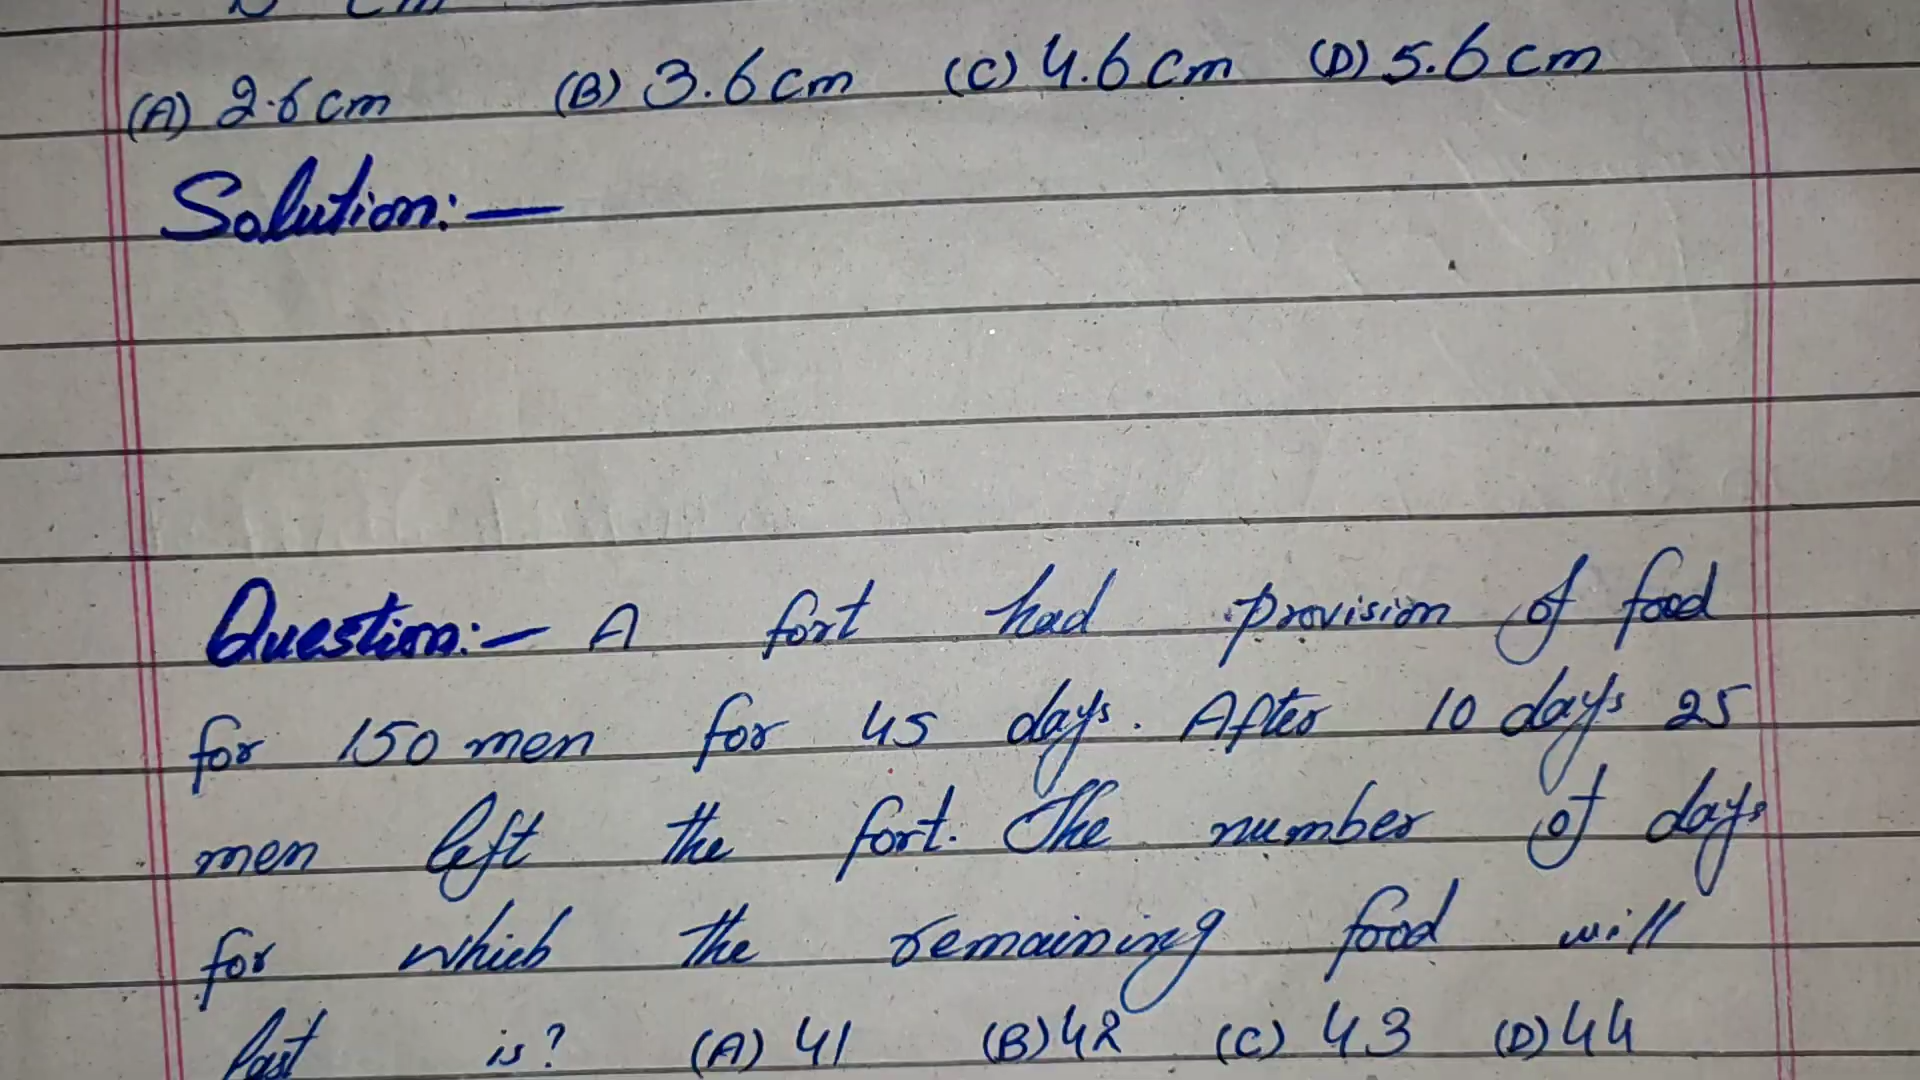 cm
(A) 2.6 cm (B) 3.6 cm (C) 4.6 cm (D) 5.6 cm
Solution:—
Question:— A fort had provision of food
for 150 men for 45 days. After 10 days 25
men left the fort. The number of days
for which the remaining food will
last is? (A) 41 (B) 42 (C) 43 (D) 44